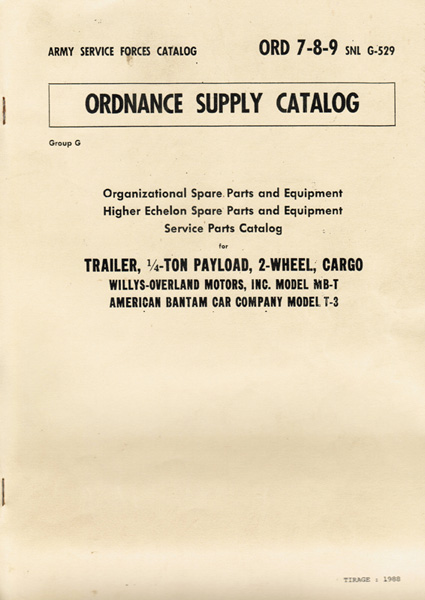 ARMY SERVICE FORCES CATALOG ORD 7-8-9 SNL G-529
ORDNANCE SUPPLY CATALOG
Group G
Organizational Spare Parts and Equipment
Higher Echelon Spare Parts and Equipment
Service Parts Catalog
for
TRAILER, ¼-TON PAYLOAD, 2-WHEEL, CARGO
WILLYS-OVERLAND MOTORS, INC. MODEL MB-T
AMERICAN BANTAM CAR COMPANY MODEL T-3
TIRAGE : 1988